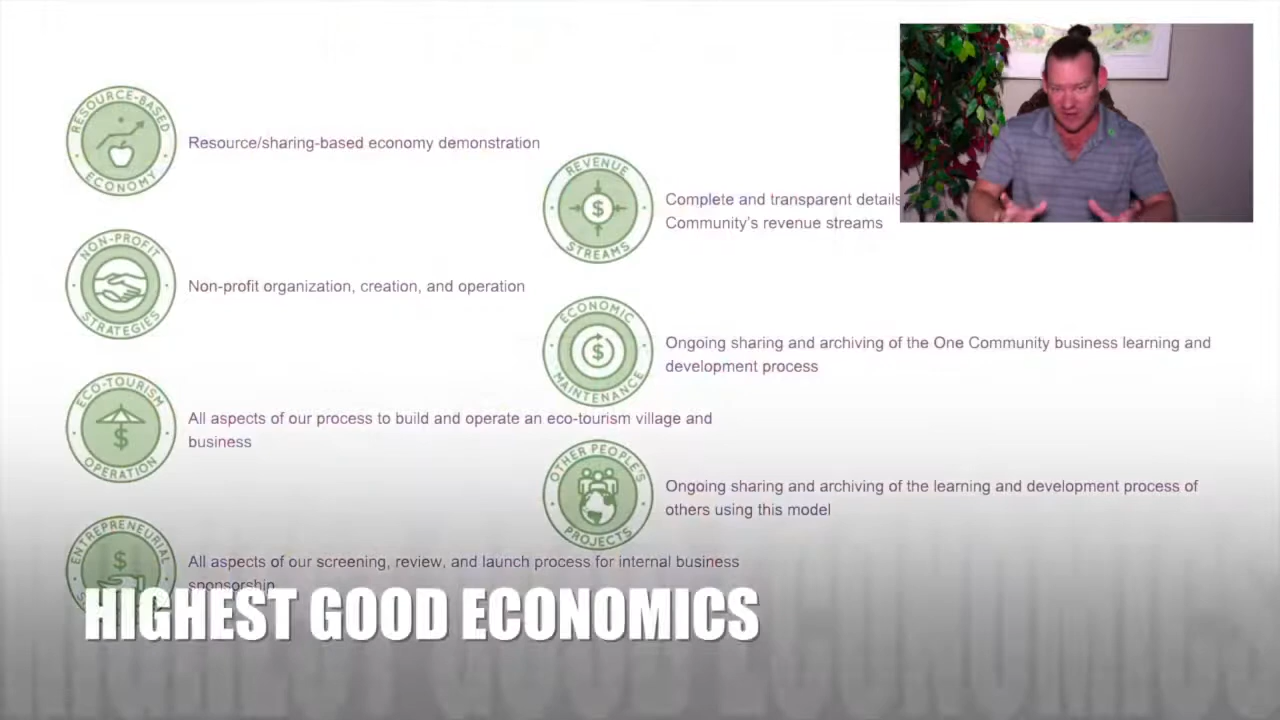 RESOURCE-BASED
ECONOMY
Resource/sharing-based economy demonstration
NON-PROFIT
STRATEGIES
Non-profit organization, creation, and operation
ECO-TOURISM
OPERATION
All aspects of our process to build and operate an eco-tourism village and
business
ENTREPRENEURIAL
All aspects of our screening, review, and launch process for internal business
sponsorship
REVENUE
STREAMS
Complete and transparent details
Community's revenue streams
ECONOMIC
MAINTENANCE
Ongoing sharing and archiving of the One Community business learning and
development process
OTHER PEOPLE'S
PROJECTS
Ongoing sharing and archiving of the learning and development process of
others using this model
HIGHEST GOOD ECONOMICS